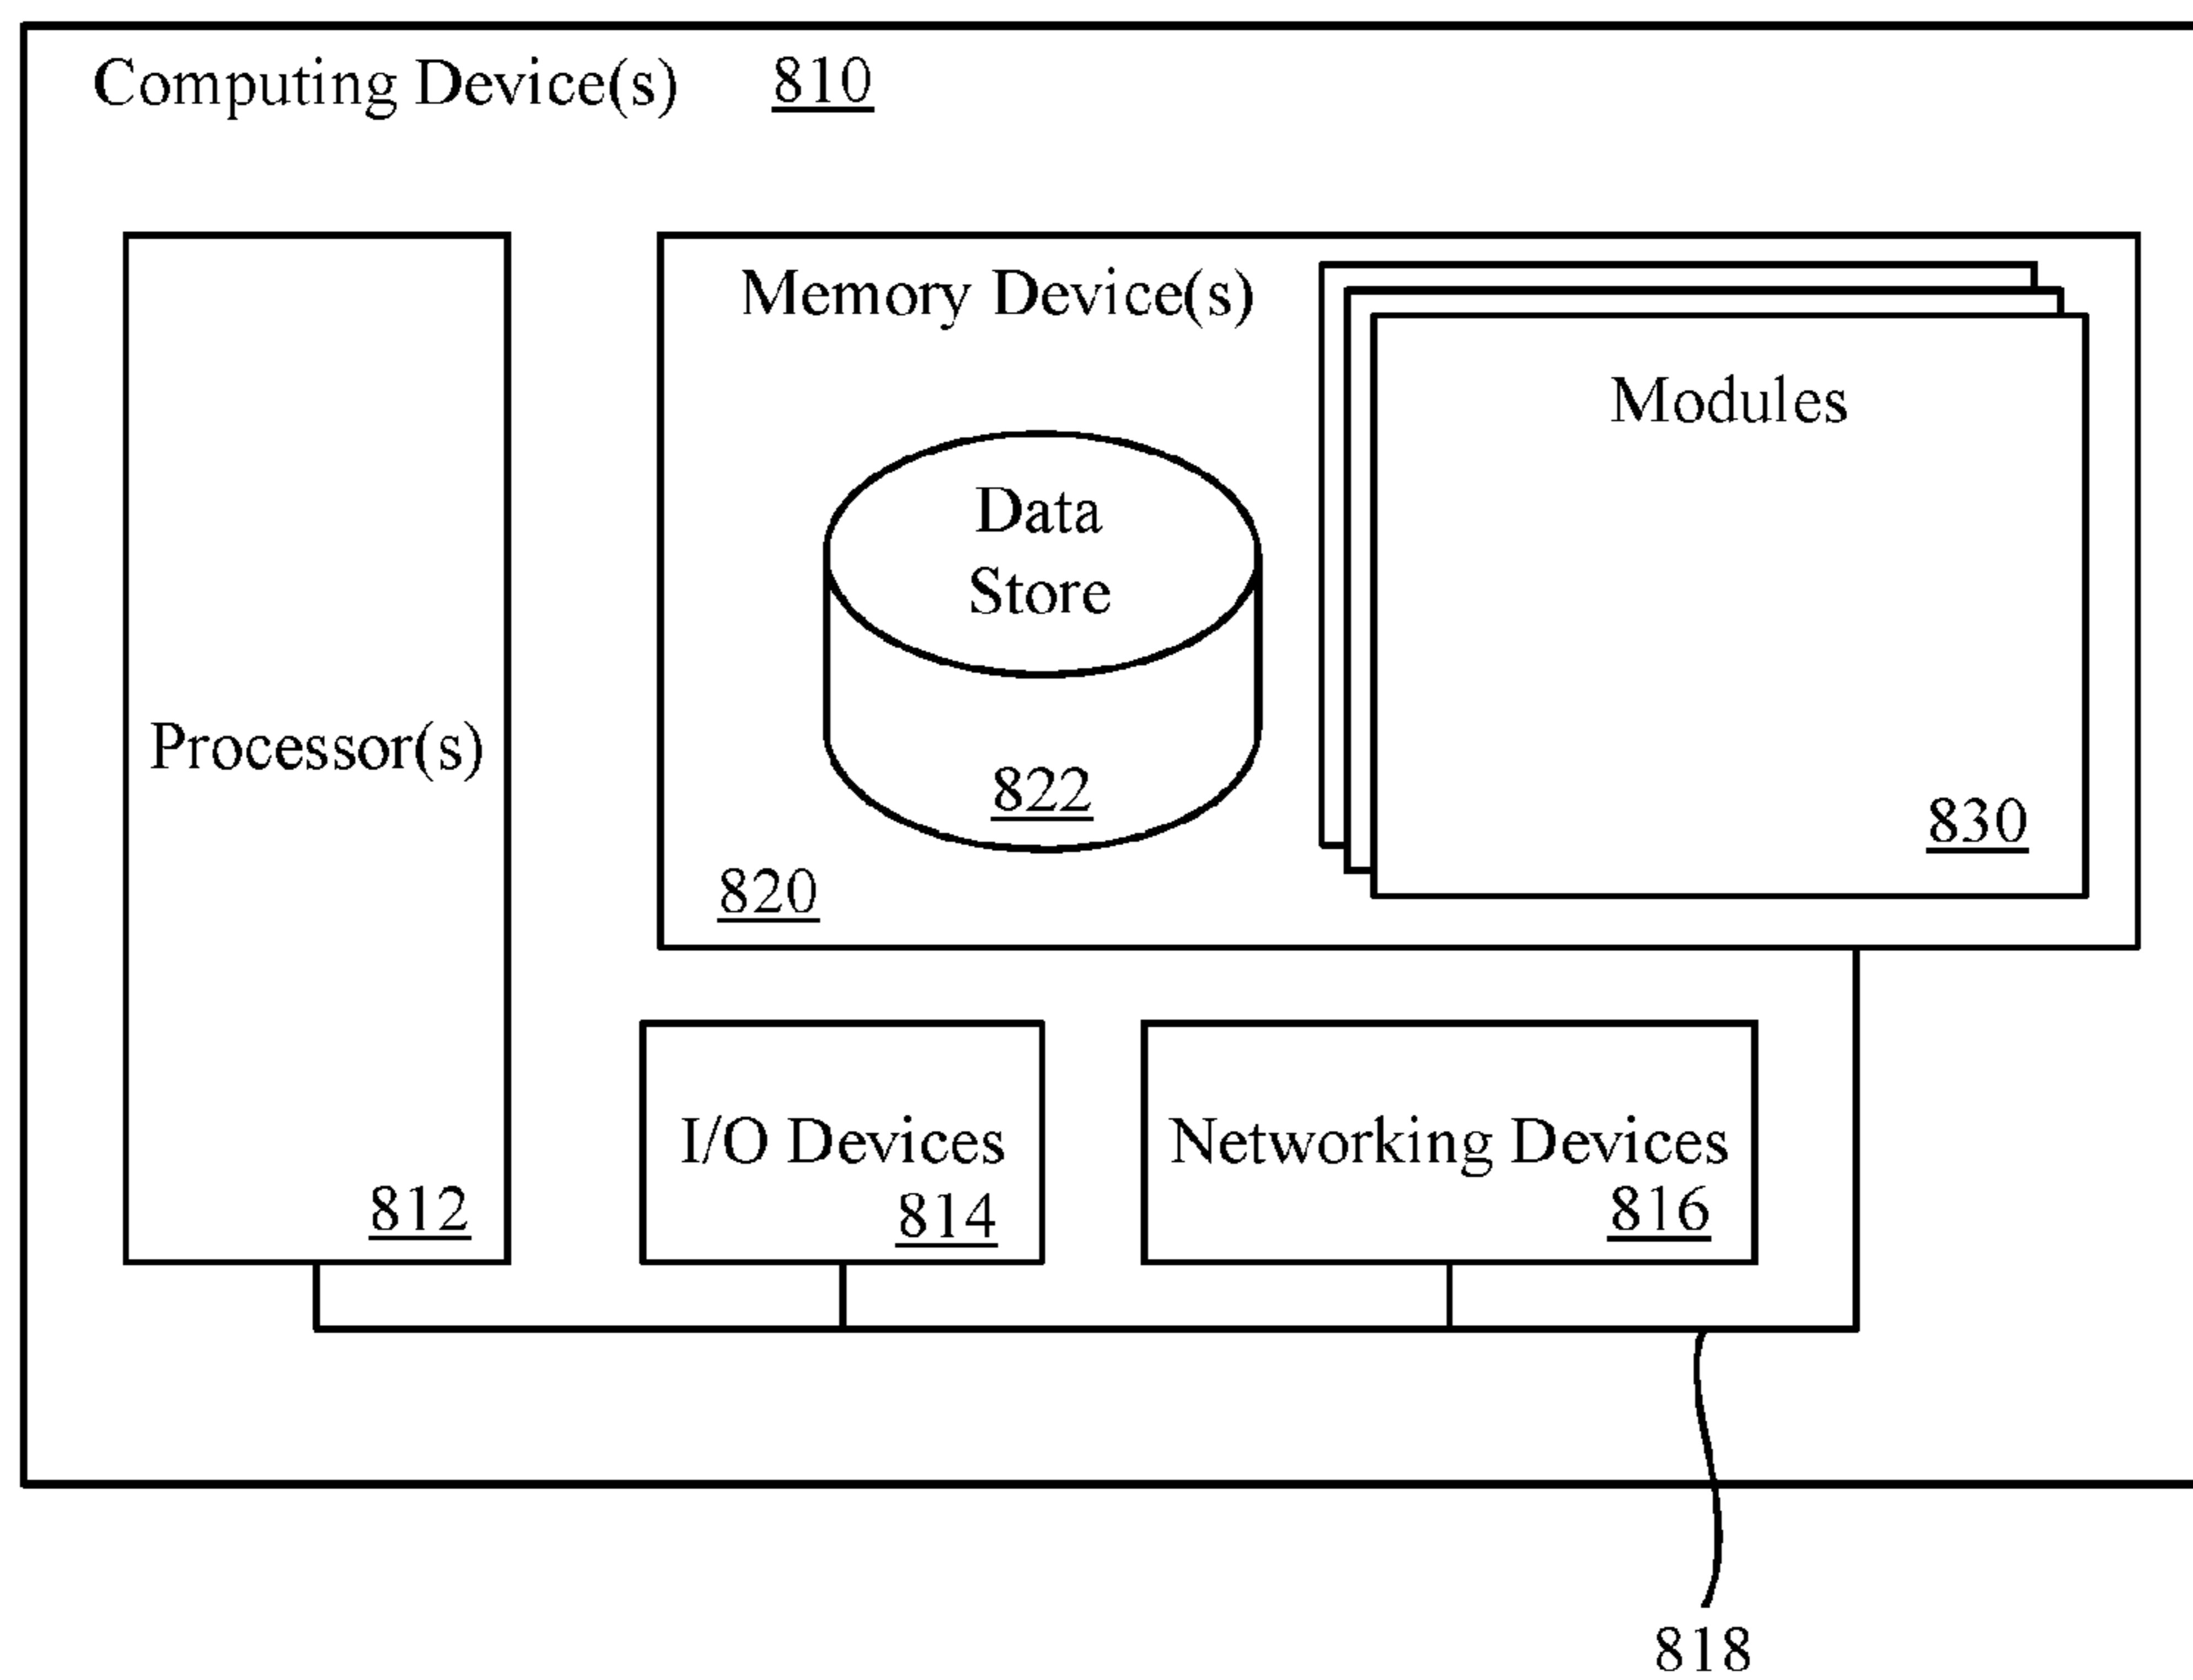 Computing Device(s) 810
Memory Device(s)
Modules
Data
Store
Processor(s)
822
830
820
I/O Devices
Networking Devices
812
814
816
818